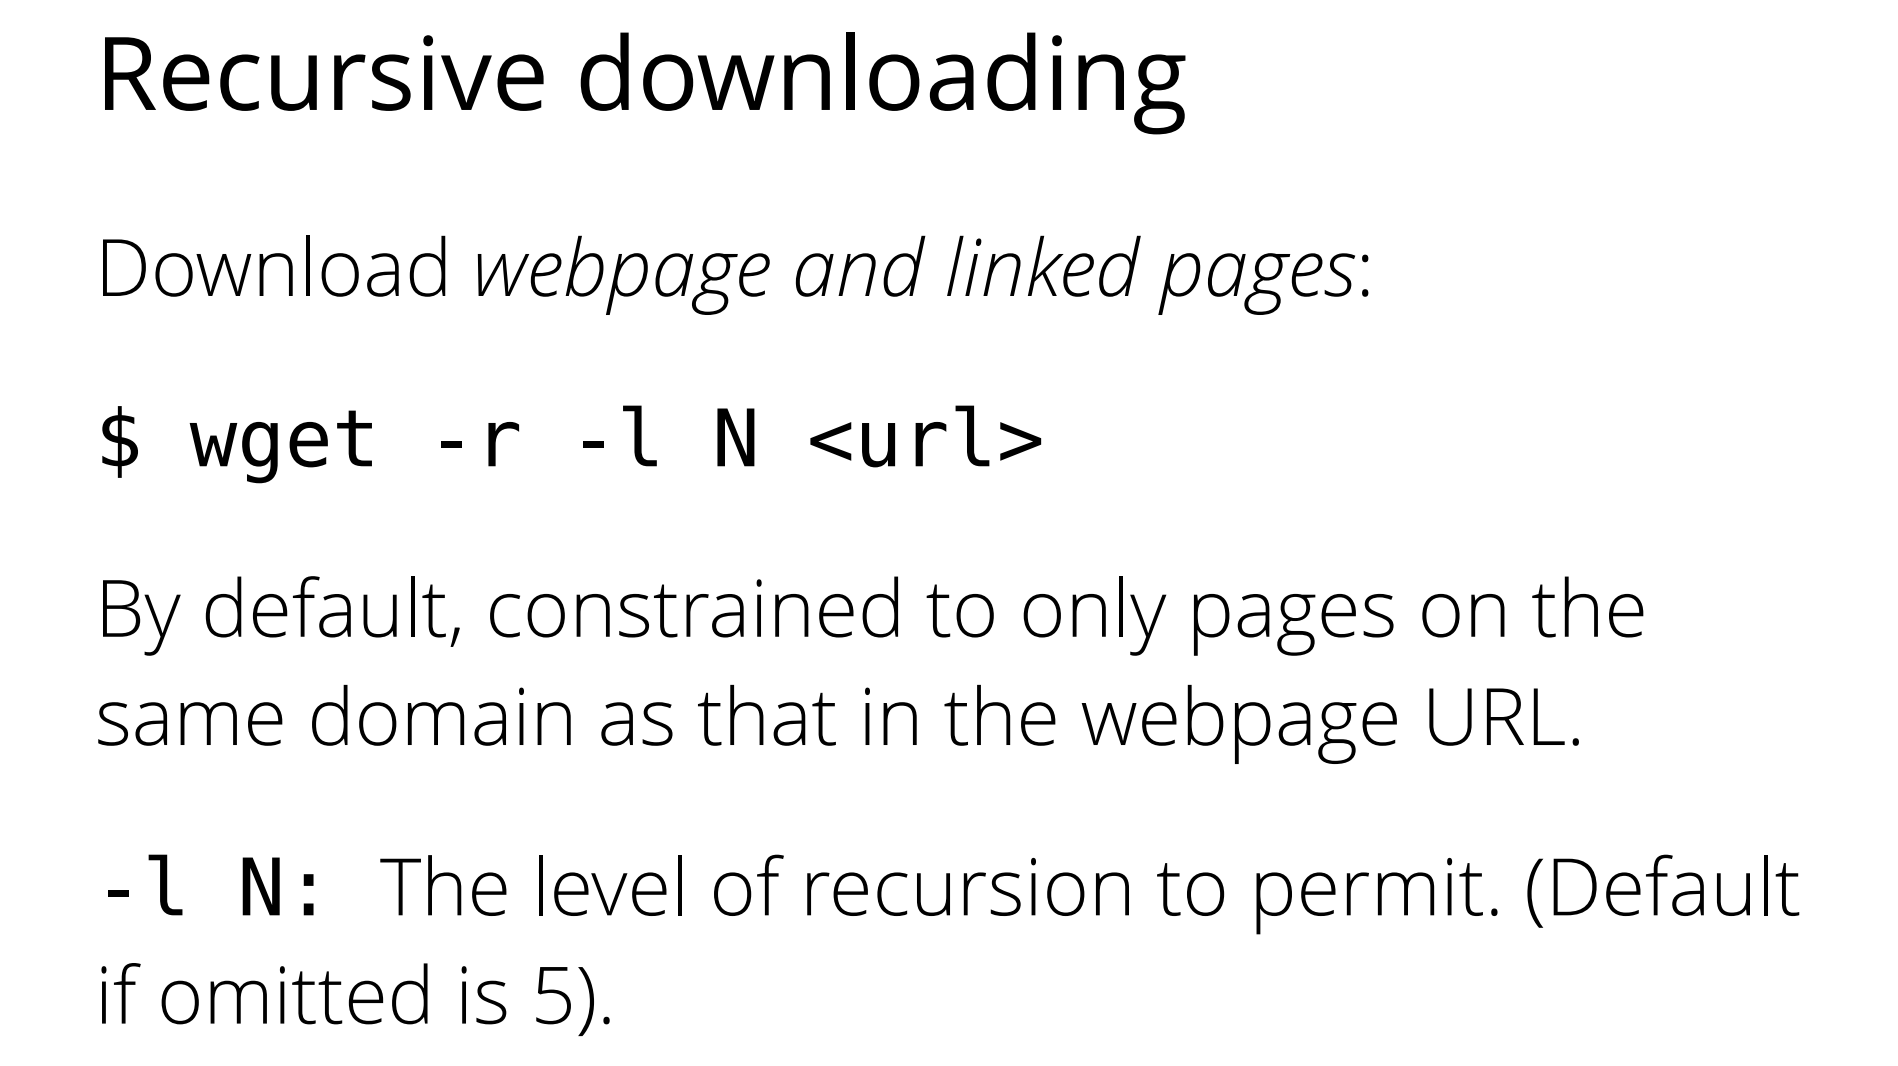 Recursive downloading
Download webpage and linked pages:
$ wget -r -l N <url>
By default, constrained to only pages on the
same domain as that in the webpage URL.
-l N: The level of recursion to permit. (Default
if omitted is 5).